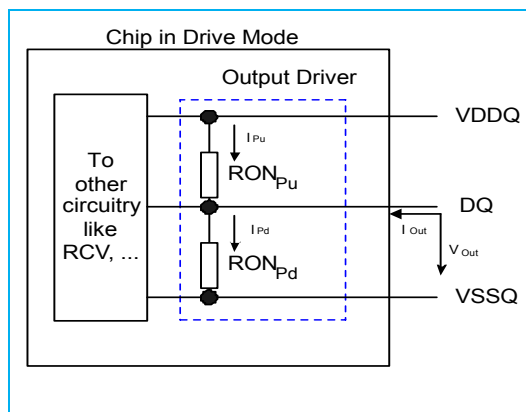 Chip in Drive Mode
Output Driver
VDDQ
I Pu
To
other
circuitry
like
RCV, ...
RON Pu
DQ
I Out
V Out
I Pd
RON Pd
VSSQ